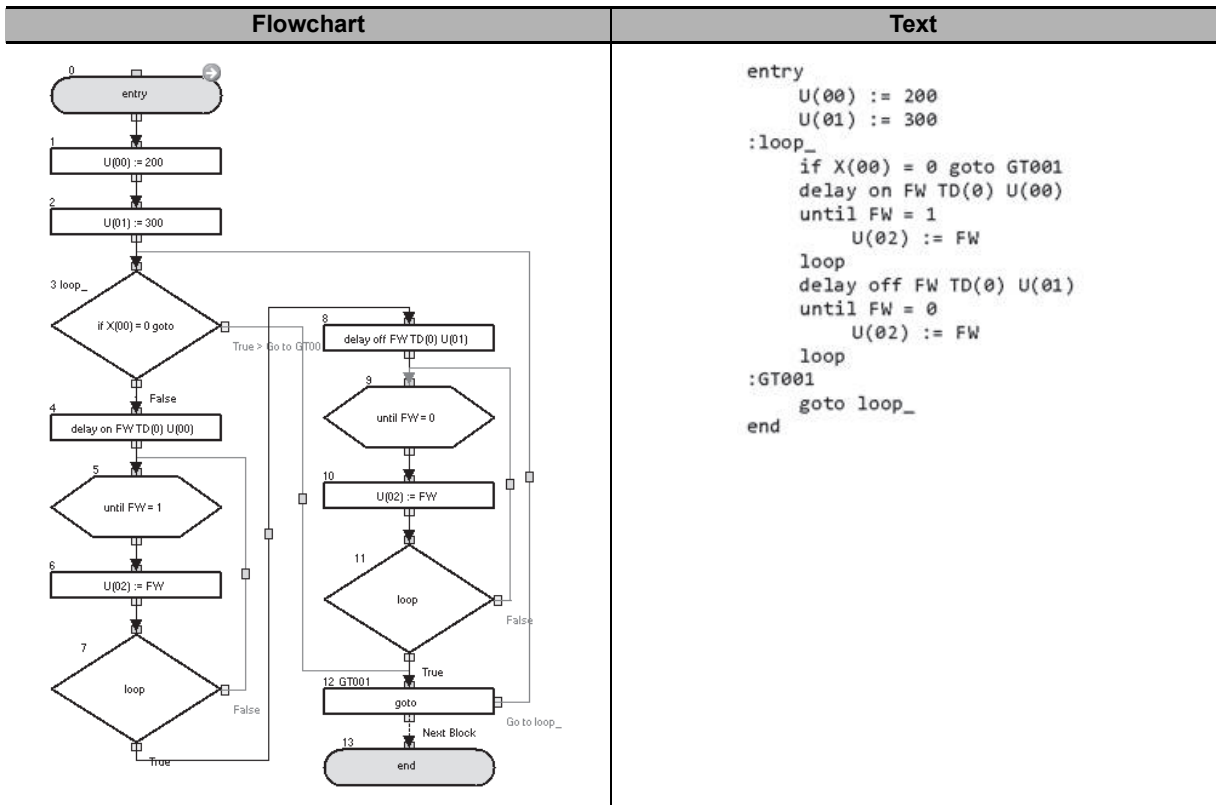 Flowchart
Text
0
entry
1
U(00) := 200
2
U(01) := 300
3 loop_
if X(00) = 0 goto
True > Go to GT00
False
4
delay on FW TD(0) U(00)
5
until FW = 1
6
U(02) := FW
7
loop
False
True
8
delay off FW TD(0) U(01)
9
until FW = 0
10
U(02) := FW
11
loop
False
True
12 GT001
goto
Go to loop_
Next Block
13
end
entry
U(00) := 200
U(01) := 300
:loop_
if X(00) = 0 goto GT001
delay on FW TD(0) U(00)
until FW = 1
U(02) := FW
loop
delay off FW TD(0) U(01)
until FW = 0
U(02) := FW
loop
:GT001
goto loop_
end